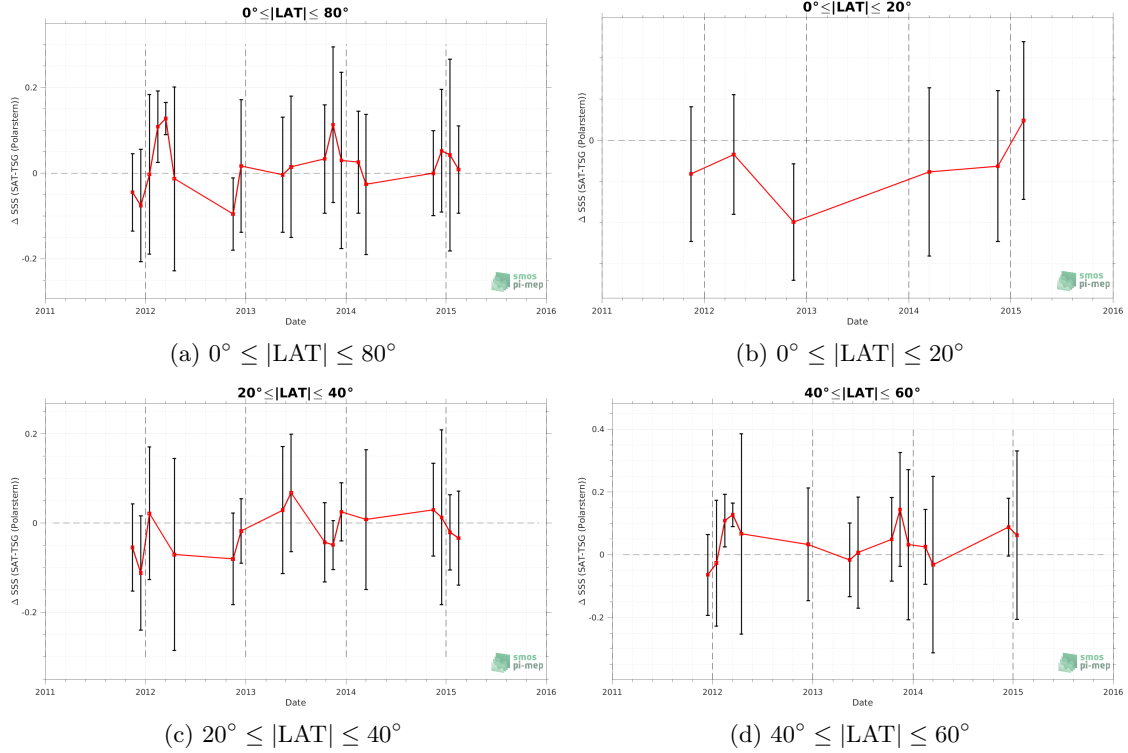 0°≤|LAT|≤ 80°
Δ SSS (SAT-TSG (Polarstern))
0.2
0
-0.2
2011 2012 2013 2014 2015 2016
Date
smos
pi-mep
(a) 0° ≤ |LAT| ≤ 80°
0°≤|LAT|≤ 20°
Δ SSS (SAT-TSG (Polarstern))
0
2011 2012 2013 2014 2015 2016
Date
smos
pi-mep
(b) 0° ≤ |LAT| ≤ 20°
20°≤|LAT|≤ 40°
Δ SSS (SAT-TSG (Polarstern))
0.2
0
-0.2
2011 2012 2013 2014 2015 2016
Date
smos
pi-mep
(c) 20° ≤ |LAT| ≤ 40°
40°≤|LAT|≤ 60°
Δ SSS (SAT-TSG (Polarstern))
0.4
0.2
0
-0.2
2011 2012 2013 2014 2015 2016
Date
smos
pi-mep
(d) 40° ≤ |LAT| ≤ 60°